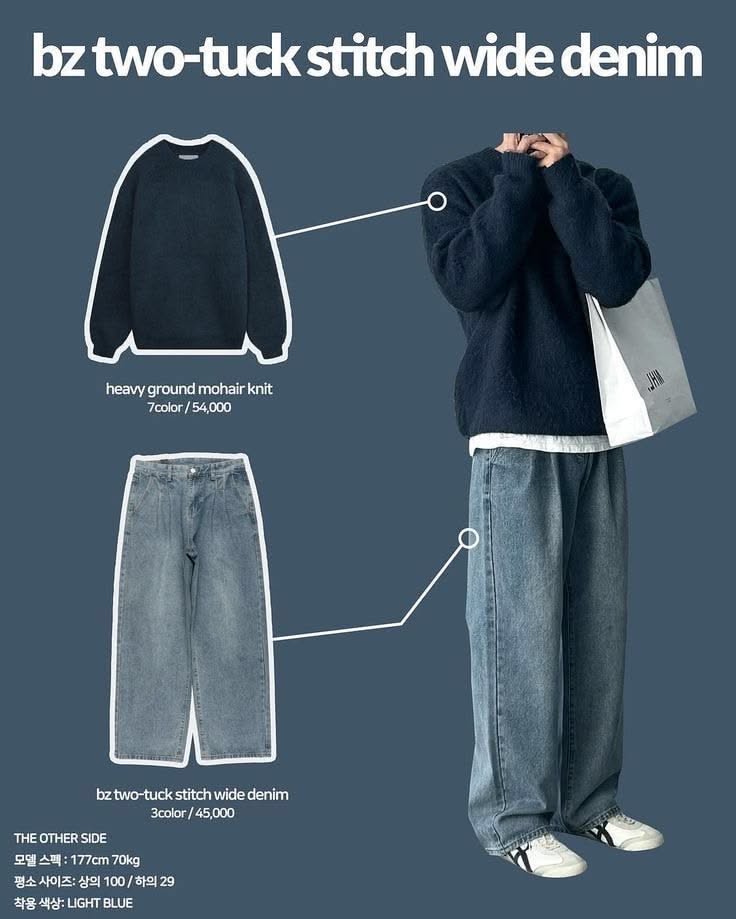 bz two-tuck stitch wide denim
heavy ground mohair knit
7color / 54,000
bz two-tuck stitch wide denim
3color / 45,000
THE OTHER SIDE
모델 스펙 : 177cm 70kg
평소 사이즈: 상의 100 / 하의 29
착용 색상: LIGHT BLUE